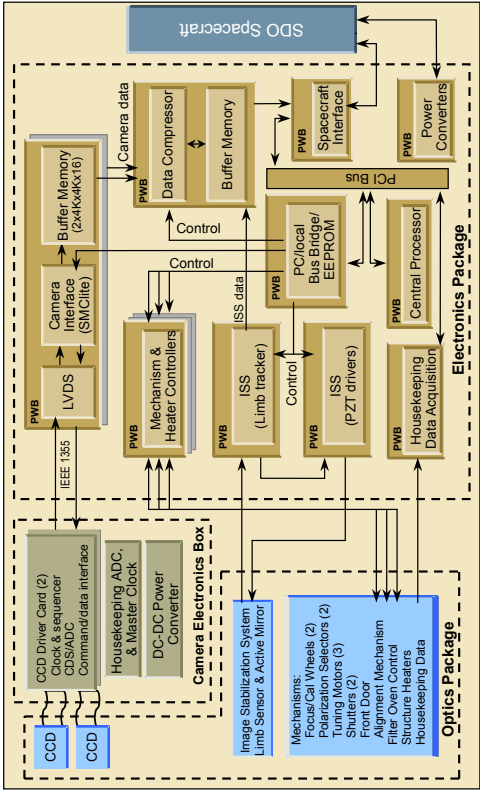 CCD
CCD
CCD Driver Card (2)
Clock & sequencer
CDS/ADC
Command/data interface
Housekeeping ADC,
& Master Clock
DC-DC Power
Converter
Camera Electronics Box
IEEE 1355
PWB
LVDS
Camera
Interface
(SMClite)
Buffer Memory
(2x4Kx4Kx16)
Camera data
PWB
Data Compressor
Buffer Memory
Control
Control
ISS data
PWB
Mechanism &
Heater Controllers
PWB
ISS
(Limb tracker)
Control
PWB
ISS
(PZT drivers)
PWB
PC/local
Bus Bridge/
EEPROM
PCI Bus
PWB
Spacecraft
Interface
PWB
Power
Converters
PWB
Central Processor
PWB
Housekeeping
Data Acquisition
Electronics Package
SDO Spacecraft
Image Stabilization System
Limb Sensor & Active Mirror
Mechanisms:
Focus/Cal Wheels (2)
Polarization Selectors (2)
Tuning Motors (3)
Shutters (2)
Front Door
Alignment Mechanism
Filter Oven Control
Structure Heaters
Housekeeping Data
Optics Package